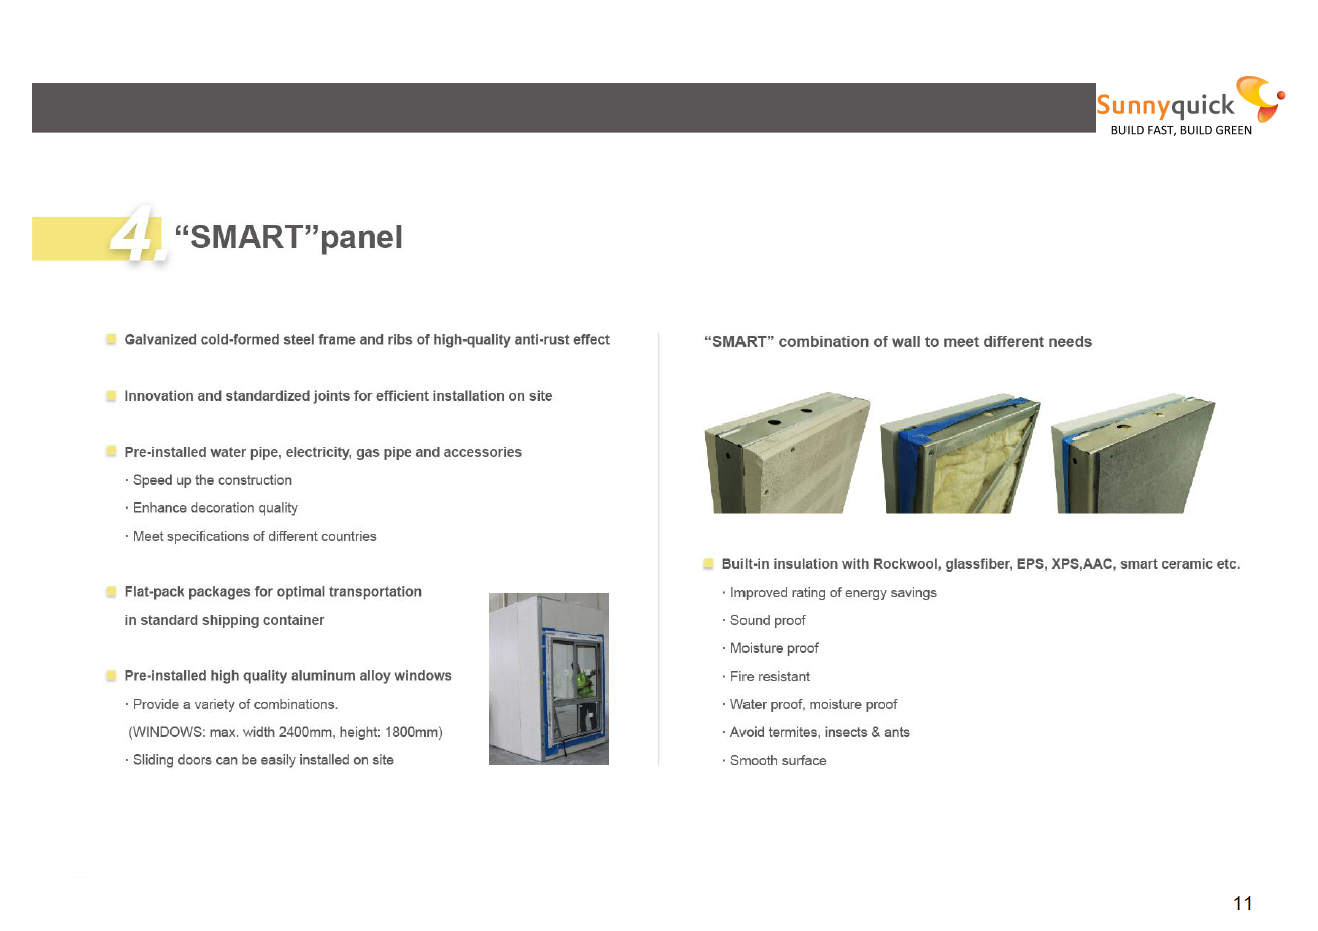 Sunnyquick
BUILD FAST, BUILD GREEN
4. “SMART”panel
Galvanized cold-formed steel frame and ribs of high-quality anti-rust effect
Innovation and standardized joints for efficient installation on site
Pre-installed water pipe, electricity, gas pipe and accessories
· Speed up the construction
· Enhance decoration quality
· Meet specifications of different countries
Flat-pack packages for optimal transportation
in standard shipping container
Pre-installed high quality aluminum alloy windows
· Provide a variety of combinations.
(WINDOWS: max. width 2400mm, height: 1800mm)
· Sliding doors can be easily installed on site
“SMART” combination of wall to meet different needs
Built-in insulation with Rockwool, glassfiber, EPS, XPS,AAC, smart ceramic etc.
· Improved rating of energy savings
· Sound proof
· Moisture proof
· Fire resistant
· Water proof, moisture proof
· Avoid termites, insects & ants
· Smooth surface
11